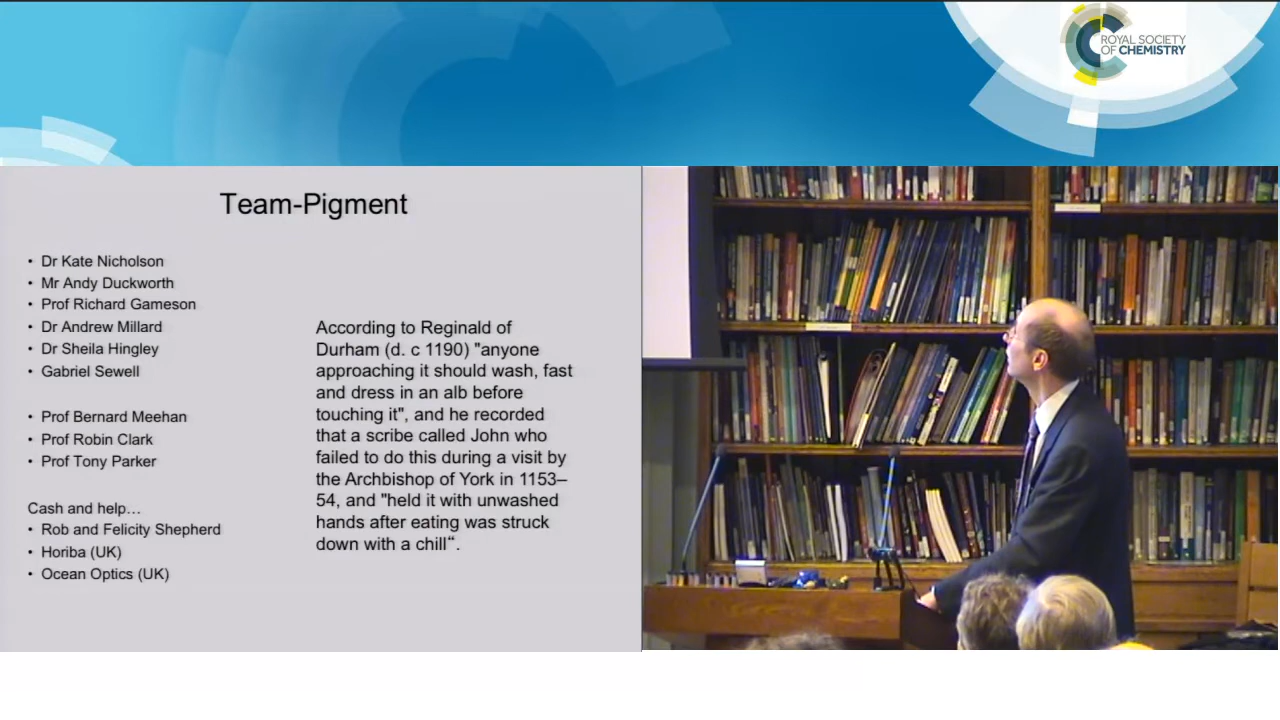 ROYAL SOCIETY
OF CHEMISTRY
Team-Pigment
• Dr Kate Nicholson
• Mr Andy Duckworth
• Prof Richard Gameson
• Dr Andrew Millard
• Dr Sheila Hingley
• Gabriel Sewell
• Prof Bernard Meehan
• Prof Robin Clark
• Prof Tony Parker
Cash and help…
• Rob and Felicity Shepherd
• Horiba (UK)
• Ocean Optics (UK)
According to Reginald of
Durham (d. c 1190) "anyone
approaching it should wash, fast
and dress in an alb before
touching it", and he recorded
that a scribe called John who
failed to do this during a visit by
the Archbishop of York in 1153–
54, and "held it with unwashed
hands after eating was struck
down with a chill“.